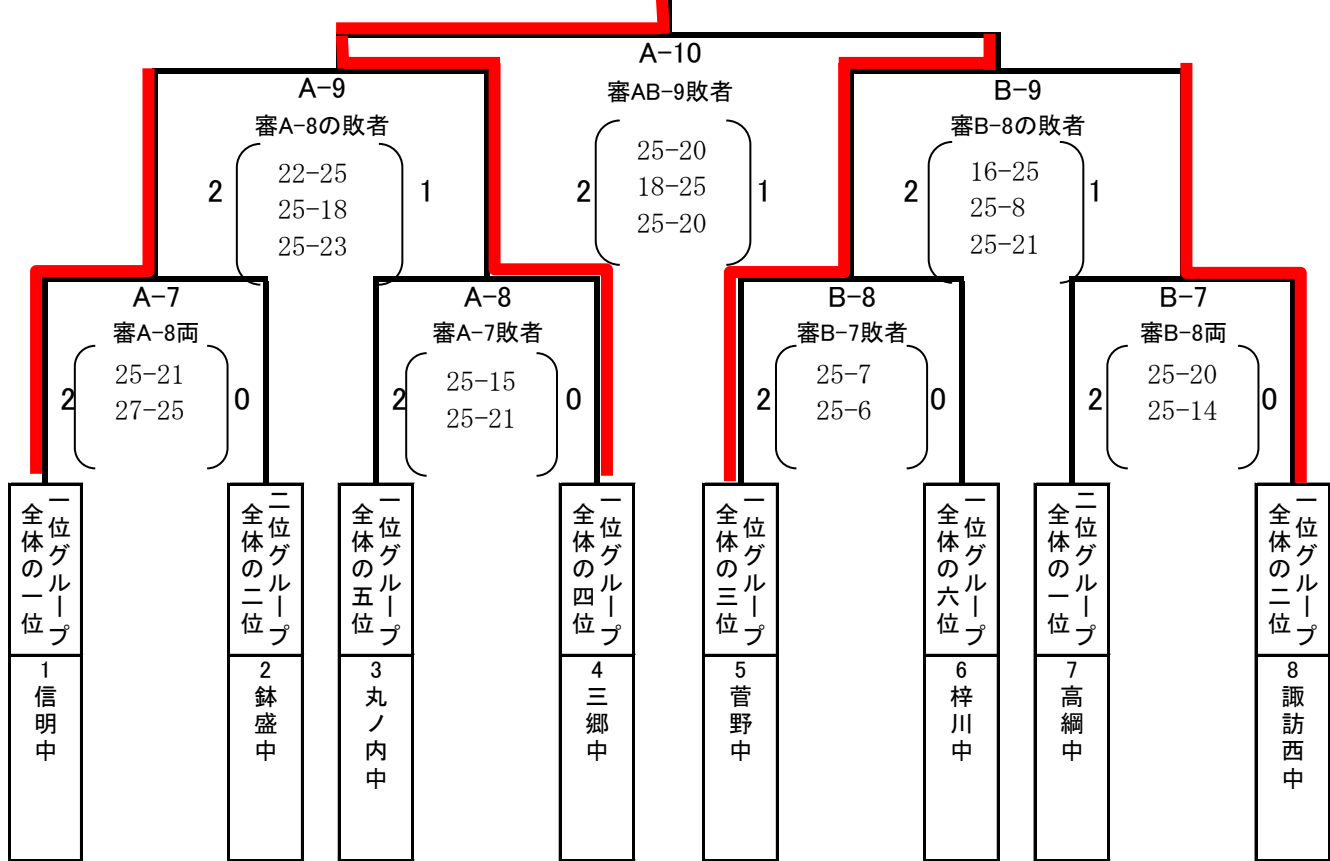 A-10
審AB-9敗者
2
25-20
18-25
25-20
1
A-9
審A-8の敗者
2
22-25
25-18
25-23
1
B-9
審B-8の敗者
2
16-25
25-8
25-21
1
A-7
審A-8両
2
25-21
27-25
0
A-8
審A-7敗者
2
25-15
25-21
0
B-8
審B-7敗者
2
25-7
25-6
0
B-7
審B-8両
2
25-20
25-14
0
一位グループ
全体の一位
1
信明中
二位グループ
全体の二位
2
鉢盛中
一位グループ
全体の五位
3
丸ノ内中
一位グループ
全体の四位
4
三郷中
一位グループ
全体の三位
5
菅野中
一位グループ
全体の六位
6
梓川中
二位グループ
全体の一位
7
高綱中
一位グループ
全体の二位
8
諏訪西中